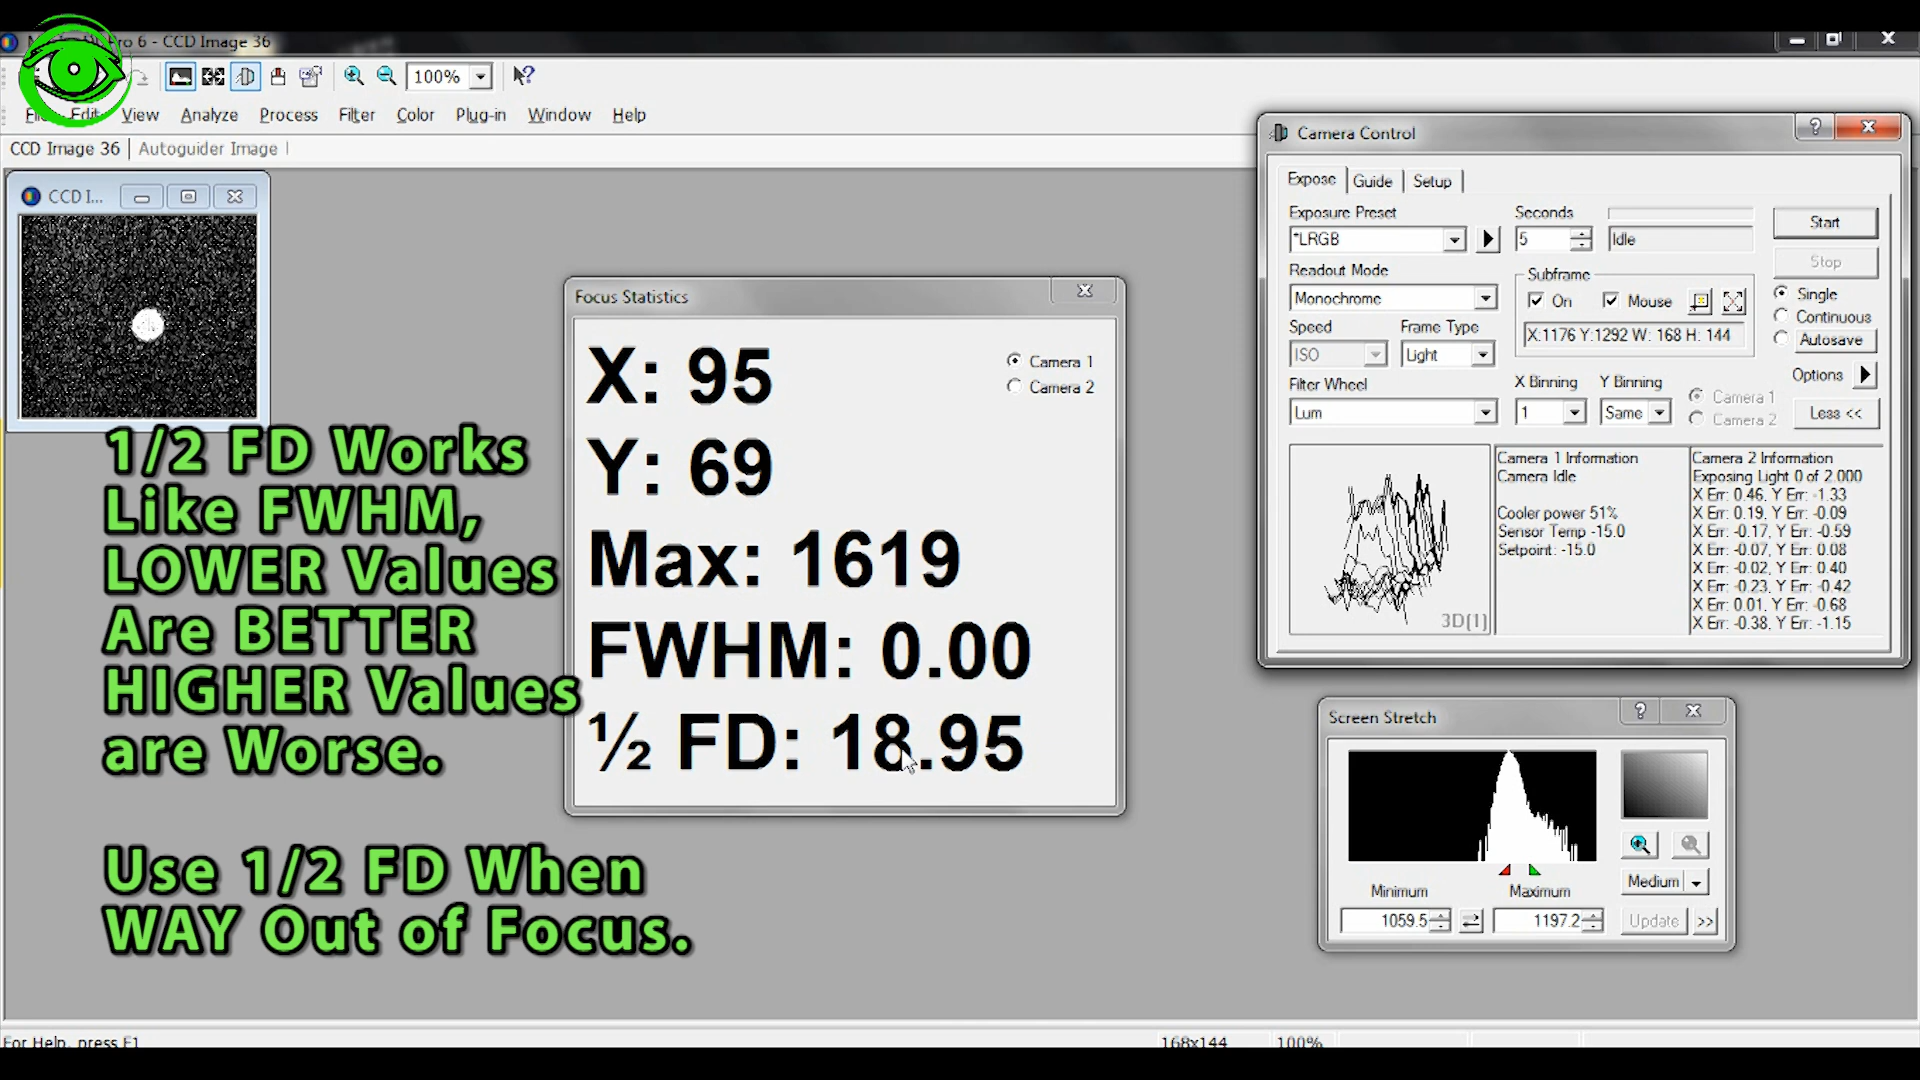 Pro 6 - CCD Image 36
100%
File Edit View Analyze Process Filter Color Plug-in Window Help
CCD Image 36 Autoguider Image
CCD I...
1/2 FD Works
Like FWHM,
LOWER Values
Are BETTER
HIGHER Values
are Worse.
Use 1/2 FD When
WAY Out of Focus.
Focus Statistics
X: 95
Y: 69
Max: 1619
FWHM: 0.00
½ FD: 18.95
Camera 1
Camera 2
Camera Control
Expose Guide Setup
Exposure Preset
*LRGB
Seconds
5
Idle
Start
Stop
Readout Mode
Monochrome
Subframe
On Mouse
X:1176 Y:1292 W: 168 H: 144
Single
Continuous
Autosave
Speed
ISO
Frame Type
Light
Options
Filter Wheel
Lum
X Binning
1
Y Binning
Same
Camera 1
Camera 2
Less <<
3D(1)
Camera 1 Information
Camera Idle
Cooler power 51%
Sensor Temp -15.0
Setpoint: -15.0
Camera 2 Information
Exposing Light 0 of 2.000
X Err: 0.46, Y Err: -1.33
X Err: 0.19, Y Err: -0.09
X Err: -0.17, Y Err: -0.59
X Err: -0.07, Y Err: 0.08
X Err: -0.02, Y Err: 0.40
X Err: -0.23, Y Err: -0.42
X Err: 0.01, Y Err: -0.68
X Err: -0.38, Y Err: -1.15
Screen Stretch
Minimum
1059.5
Maximum
1197.2
Medium
Update >>
For Help, press F1
168x144 100%